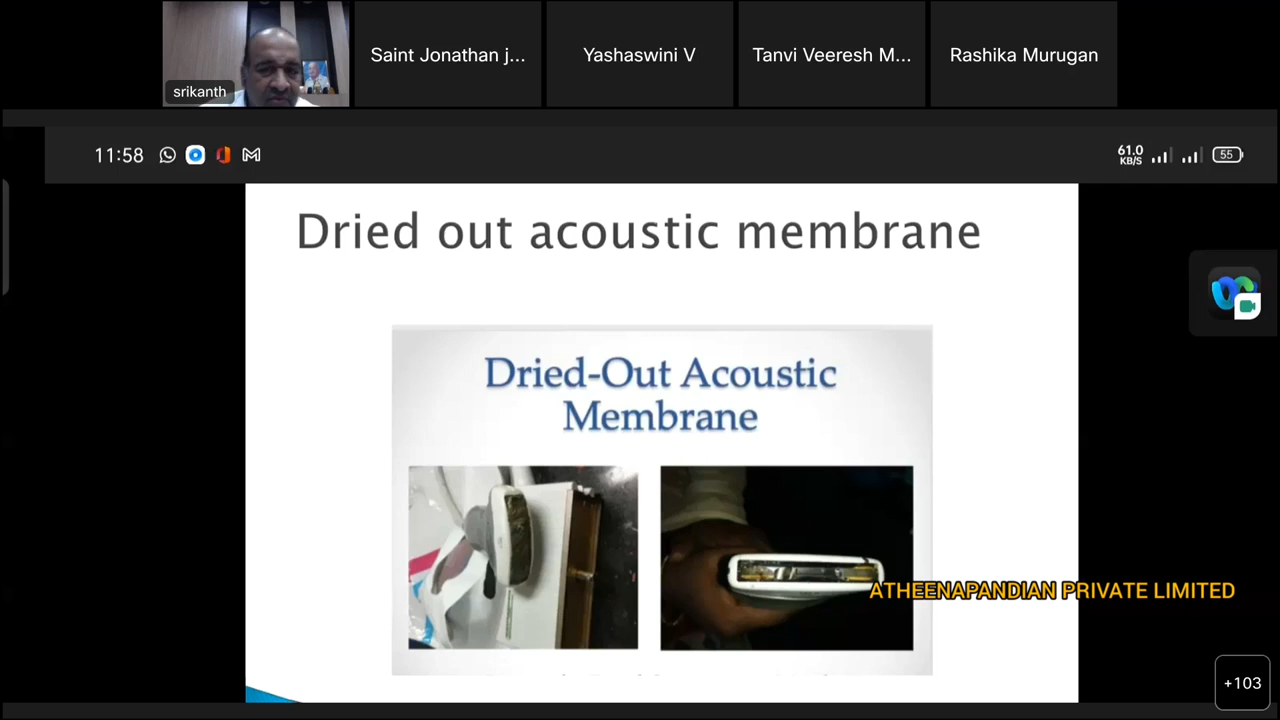 Saint Jonathan j...
Yashaswini V
Tanvi Veeresh M...
Rashika Murugan
srikanth
11:58
61.0
KB/S
55
Dried out acoustic membrane
Dried-Out Acoustic
Membrane
ATHEENAPANDIAN PRIVATE LIMITED
+103